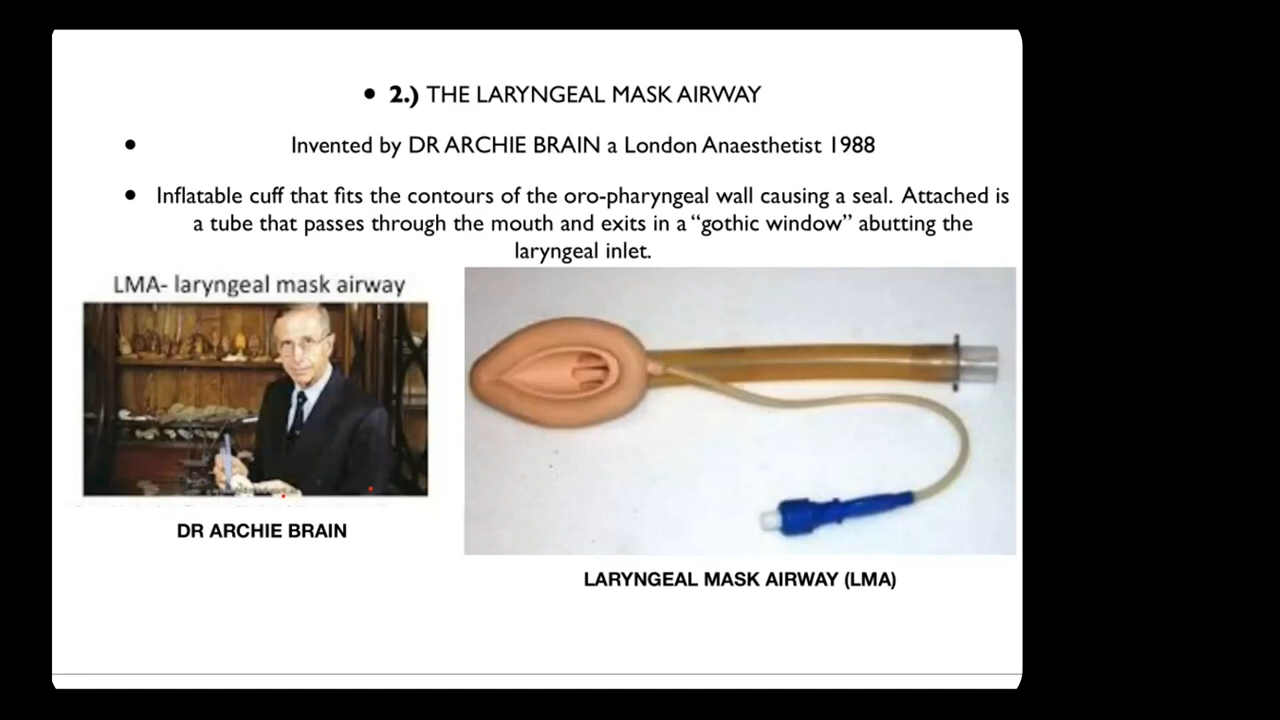 • 2.) THE LARYNGEAL MASK AIRWAY
• Invented by DR ARCHIE BRAIN a London Anaesthetist 1988
• Inflatable cuff that fits the contours of the oro-pharyngeal wall causing a seal. Attached is
a tube that passes through the mouth and exits in a “gothic window” abutting the
laryngeal inlet.
LMA- laryngeal mask airway
DR ARCHIE BRAIN
LARYNGEAL MASK AIRWAY (LMA)